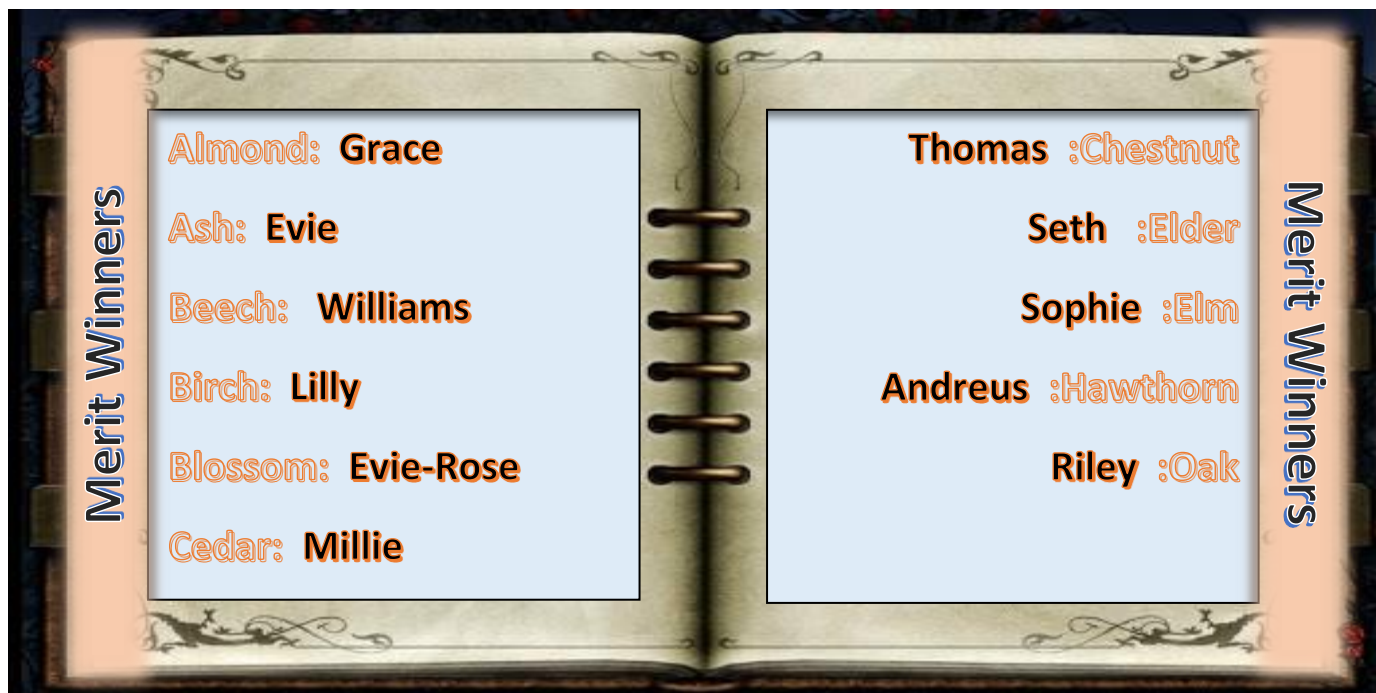 Merit Winners
Almond: Grace
Ash: Evie
Beech: Williams
Birch: Lilly
Blossom: Evie-Rose
Cedar: Millie
Thomas :Chestnut
Seth :Elder
Sophie :Elm
Andreus :Hawthorn
Riley :Oak
Merit Winners